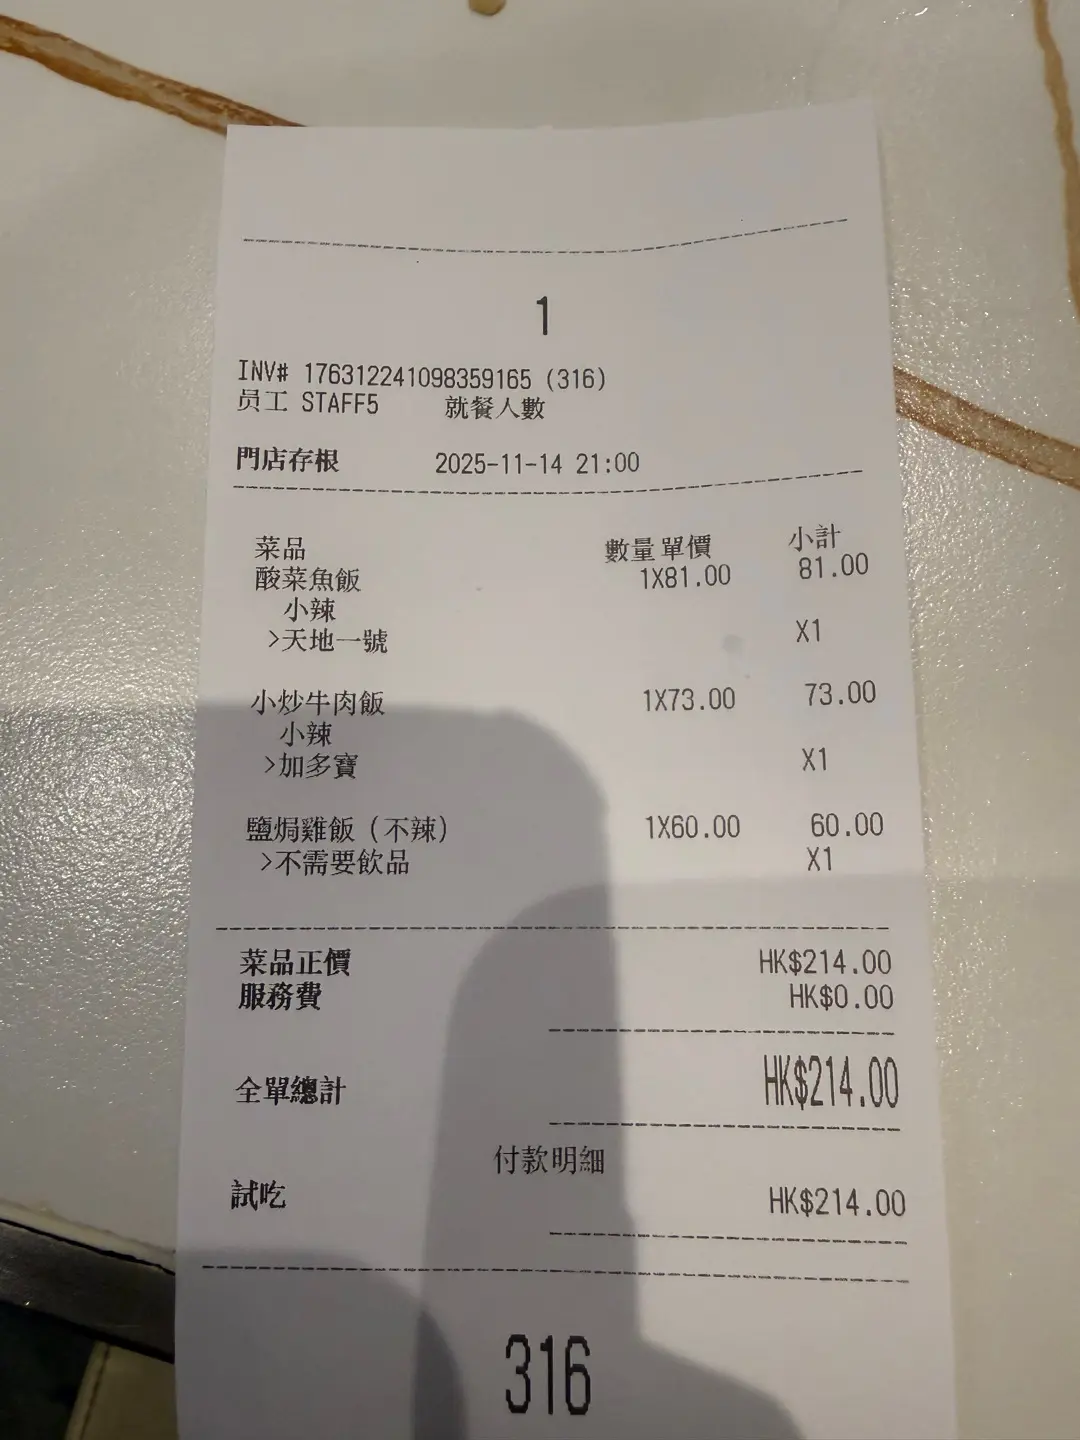 1
INV# 176312241098359165 (316)
员工 STAFF5 就餐人數
門店存根 2025-11-14 21:00
菜品 數量單價 小計
酸菜魚飯 1X81.00 81.00
小辣
>天地一號 X1
小炒牛肉飯 1X73.00 73.00
小辣
>加多寶 X1
鹽焗雞飯（不辣） 1X60.00 60.00
>不需要飲品 X1
菜品正價 HK$214.00
服務費 HK$0.00
全單總計 HK$214.00
付款明細
試吃 HK$214.00
316